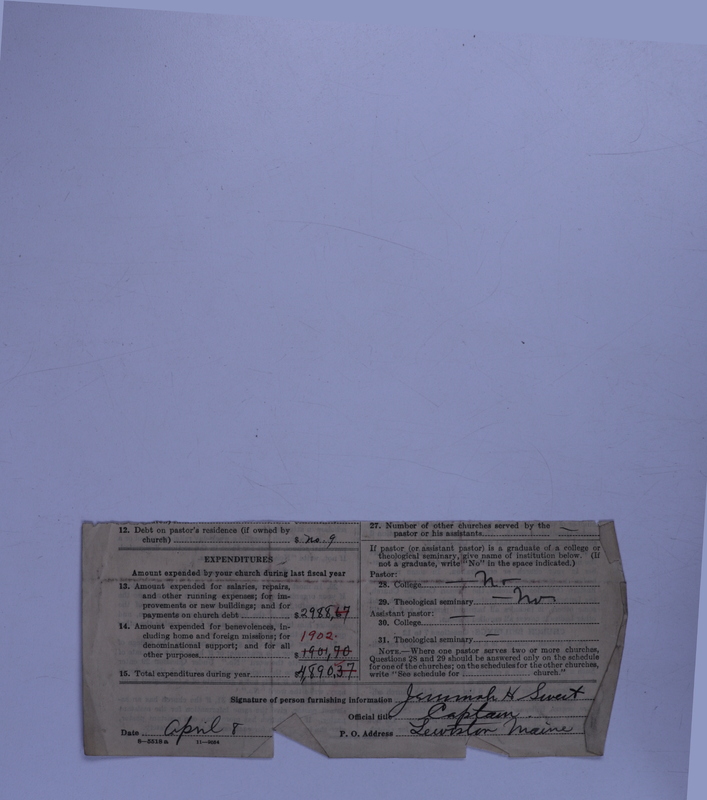 12. Debt on pastor's residence (if owned by
church) $ no. 9
EXPENDITURES
Amount expended by your church during last fiscal year
13. Amount expended for salaries, repairs,
and other running expenses; for im-
provements or new buildings; and for
payments on church debt $2988,67
14. Amount expended for benevolences, in-
cluding home and foreign missions; for 1902.
denominational support; and for all
other purposes $1901,70
15. Total expenditures during year $4,890,37
27. Number of other churches served by the
pastor or his assistants —
If pastor (or assistant pastor) is a graduate of a college or
theological seminary, give name of institution below. (If
not a graduate, write "No" in the space indicated.)
Pastor:
28. College — No
29. Theological seminary — No
Assistant pastor:
30. College —
31. Theological seminary —
NOTE.—Where one pastor serves two or more churches,
Questions 28 and 29 should be answered only on the schedule
for one of the churches; on the schedules for the other churches,
write "See schedule for church."
Signature of person furnishing information Jeremiah H Sweet
Official title Captain
Date April 8 P. O. Address Lewiston Maine
8—5518a 11—9894